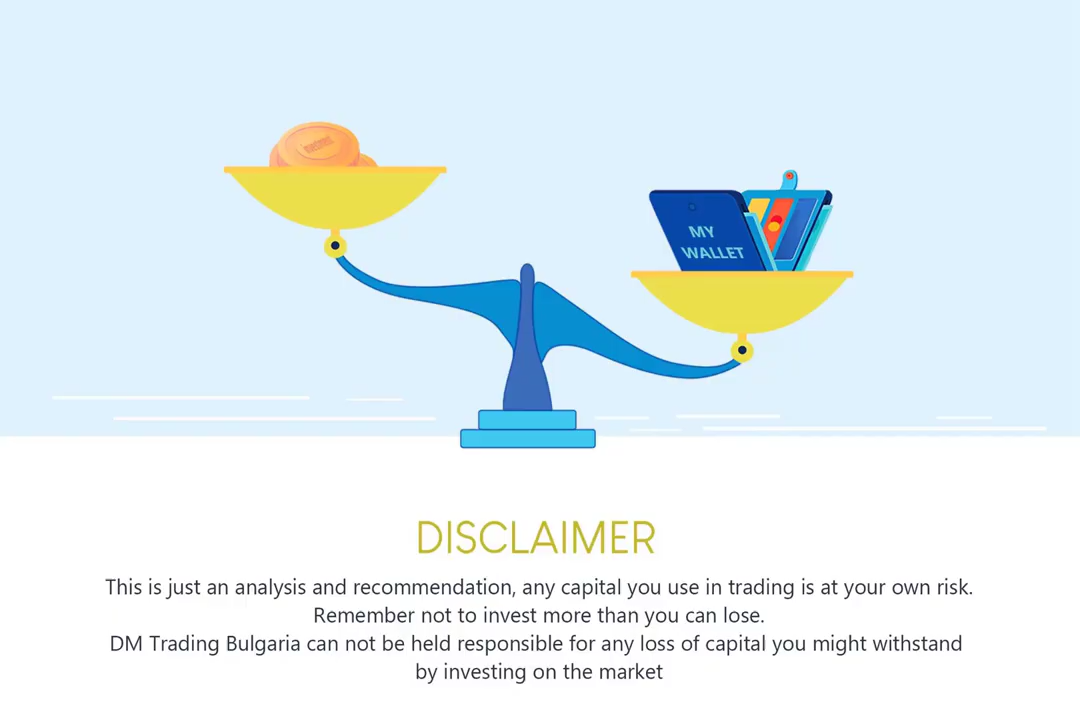 MY
WALLET
DISCLAIMER
This is just an analysis and recommendation, any capital you use in trading is at your own risk.
Remember not to invest more than you can lose.
DM Trading Bulgaria can not be held responsible for any loss of capital you might withstand
by investing on the market